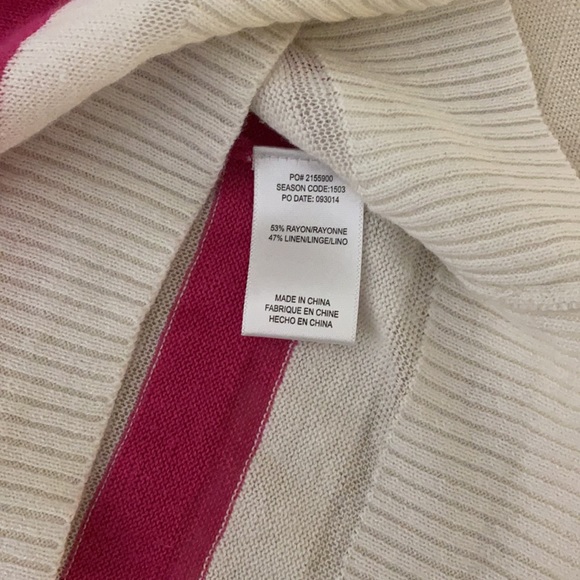 PO# 2155900
SEASON CODE:1503
PO DATE: 093014
53% RAYON/RAYONNE
47% LINEN/LINGE/LINO
MADE IN CHINA
FABRIQUE EN CHINE
HECHO EN CHINA